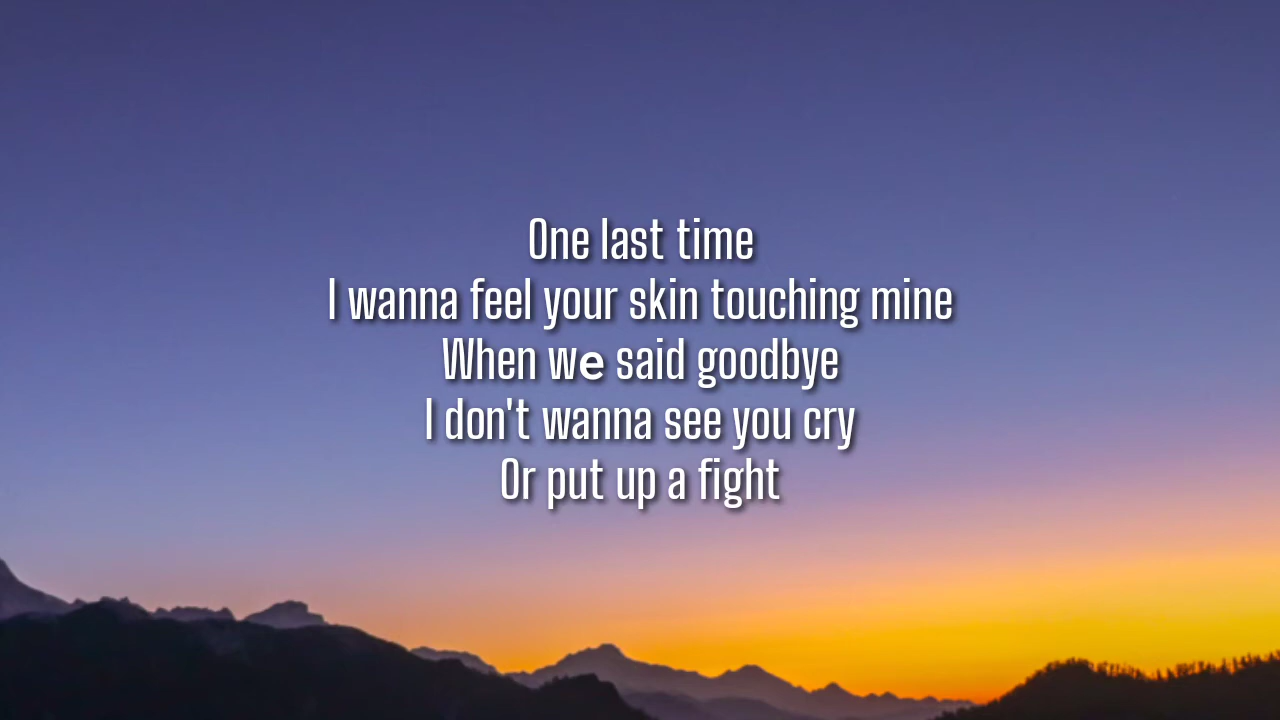 One last time
I wanna feel your skin touching mine
When we said goodbye
I don't wanna see you cry
Or put up a fight